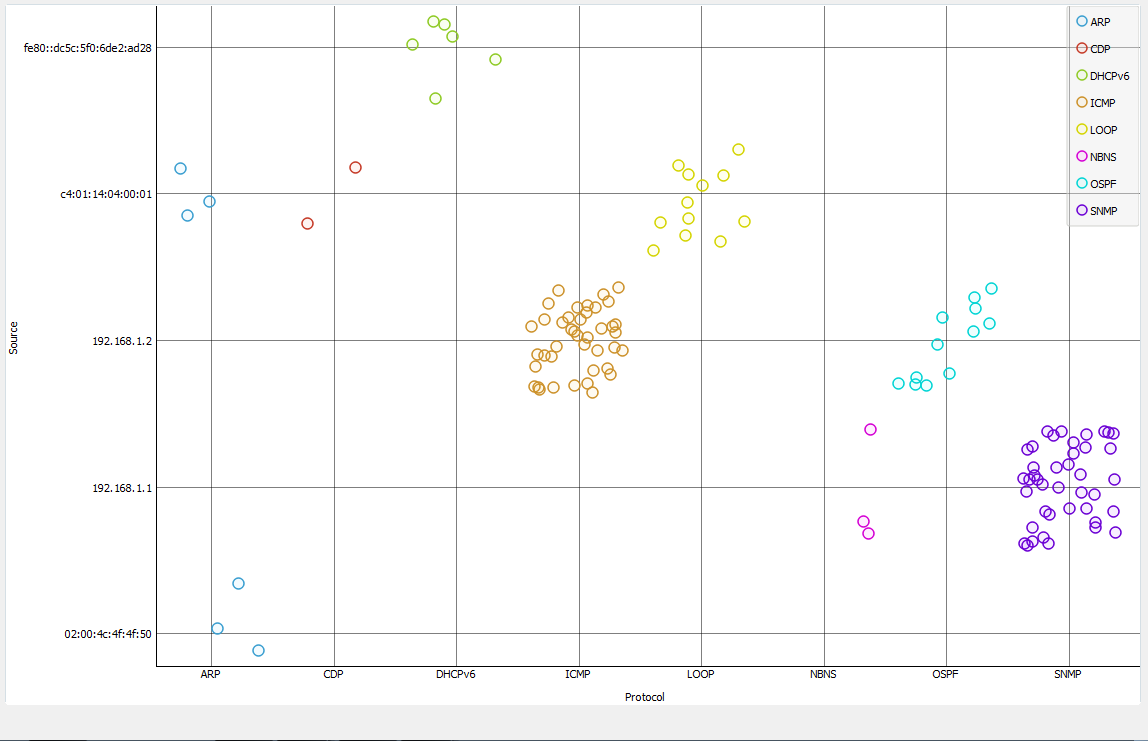 fe80::dc5c:5f0:6de2:ad28
c4:01:14:04:00:01
192.168.1.2
192.168.1.1
02:00:4c:4f:4f:50
Source
ARP
CDP
DHCPv6
ICMP
LOOP
NBNS
OSPF
SNMP
Protocol
ARP
CDP
DHCPv6
ICMP
LOOP
NBNS
OSPF
SNMP